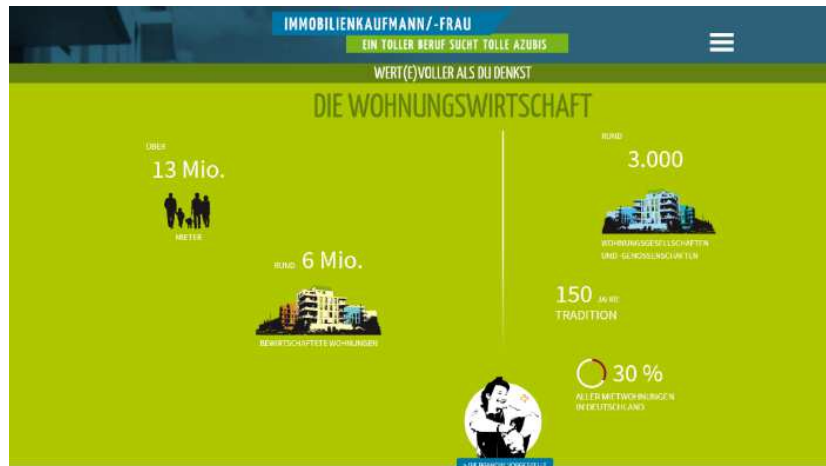 IMMOBILIENKAUFMANN/-FRAU
EIN TOLLER BERUF SUCHT TOLLE AZUBIS
WERT(E)VOLLER ALS DU DENKST
DIE WOHNUNGSWIRTSCHAFT
ÜBER
13 Mio.
MIETER
RUND 6 Mio.
BEWIRTSCHAFTETE WOHNUNGEN
RUND
3.000
WOHNUNGSGESELLSCHAFTEN
UND -GENOSSENSCHAFTEN
150 JAHRE
TRADITION
30 %
ALLER MIETWOHNUNGEN
IN DEUTSCHLAND